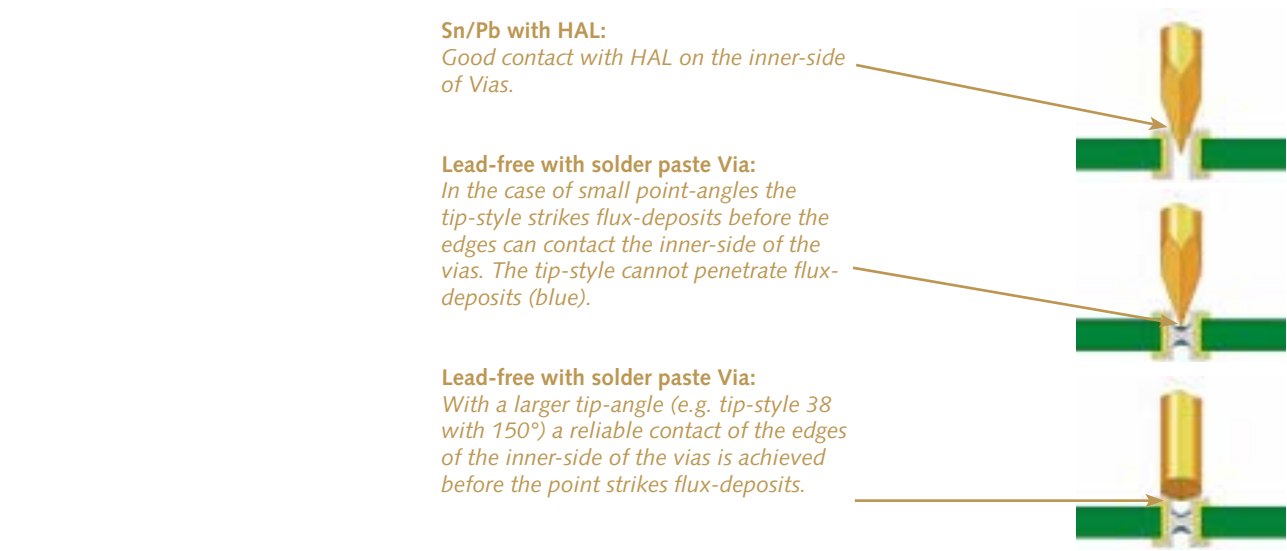 Sn/Pb with HAL:
Good contact with HAL on the inner-side
of Vias.
Lead-free with solder paste Via:
In the case of small point-angles the
tip-style strikes flux-deposits before the
edges can contact the inner-side of the
vias. The tip-style cannot penetrate flux-
deposits (blue).
Lead-free with solder paste Via:
With a larger tip-angle (e.g. tip-style 38
with 150°) a reliable contact of the edges
of the inner-side of the vias is achieved
before the point strikes flux-deposits.